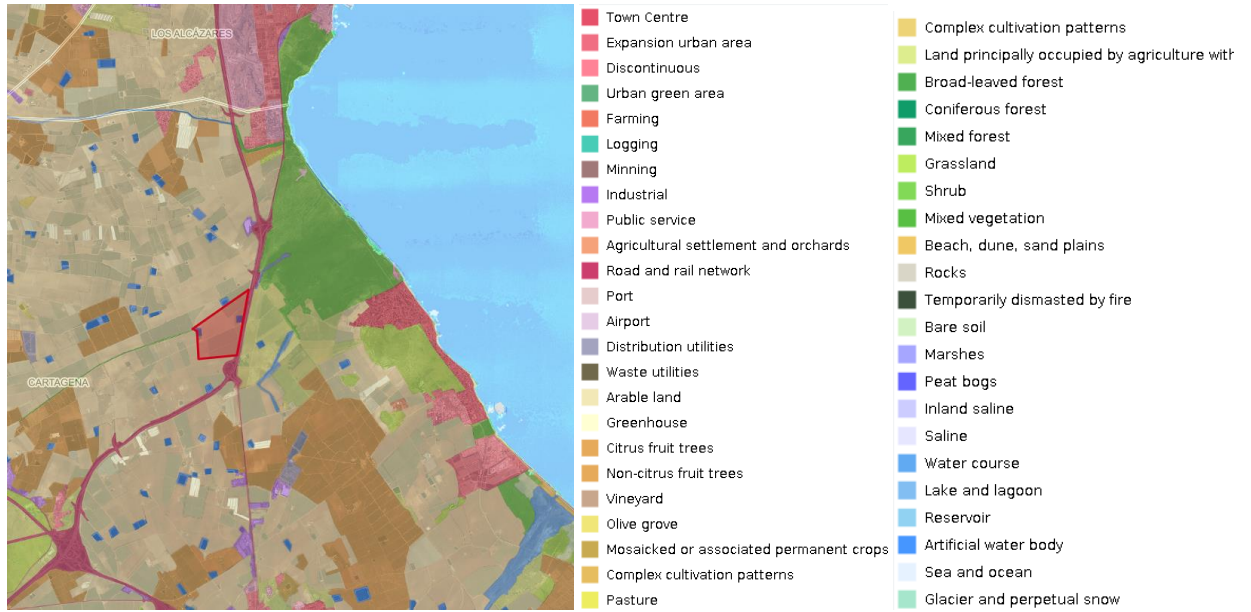 LOS ALCÁZARES
CARTAGENA
Town Centre
Expansion urban area
Discontinuous
Urban green area
Farming
Logging
Minning
Industrial
Public service
Agricultural settlement and orchards
Road and rail network
Port
Airport
Distribution utilities
Waste utilities
Arable land
Greenhouse
Citrus fruit trees
Non-citrus fruit trees
Vineyard
Olive grove
Mosaicked or associated permanent crops
Complex cultivation patterns
Pasture
Complex cultivation patterns
Land principally occupied by agriculture with
Broad-leaved forest
Coniferous forest
Mixed forest
Grassland
Shrub
Mixed vegetation
Beach, dune, sand plains
Rocks
Temporarily dismasted by fire
Bare soil
Marshes
Peat bogs
Inland saline
Saline
Water course
Lake and lagoon
Reservoir
Artificial water body
Sea and ocean
Glacier and perpetual snow